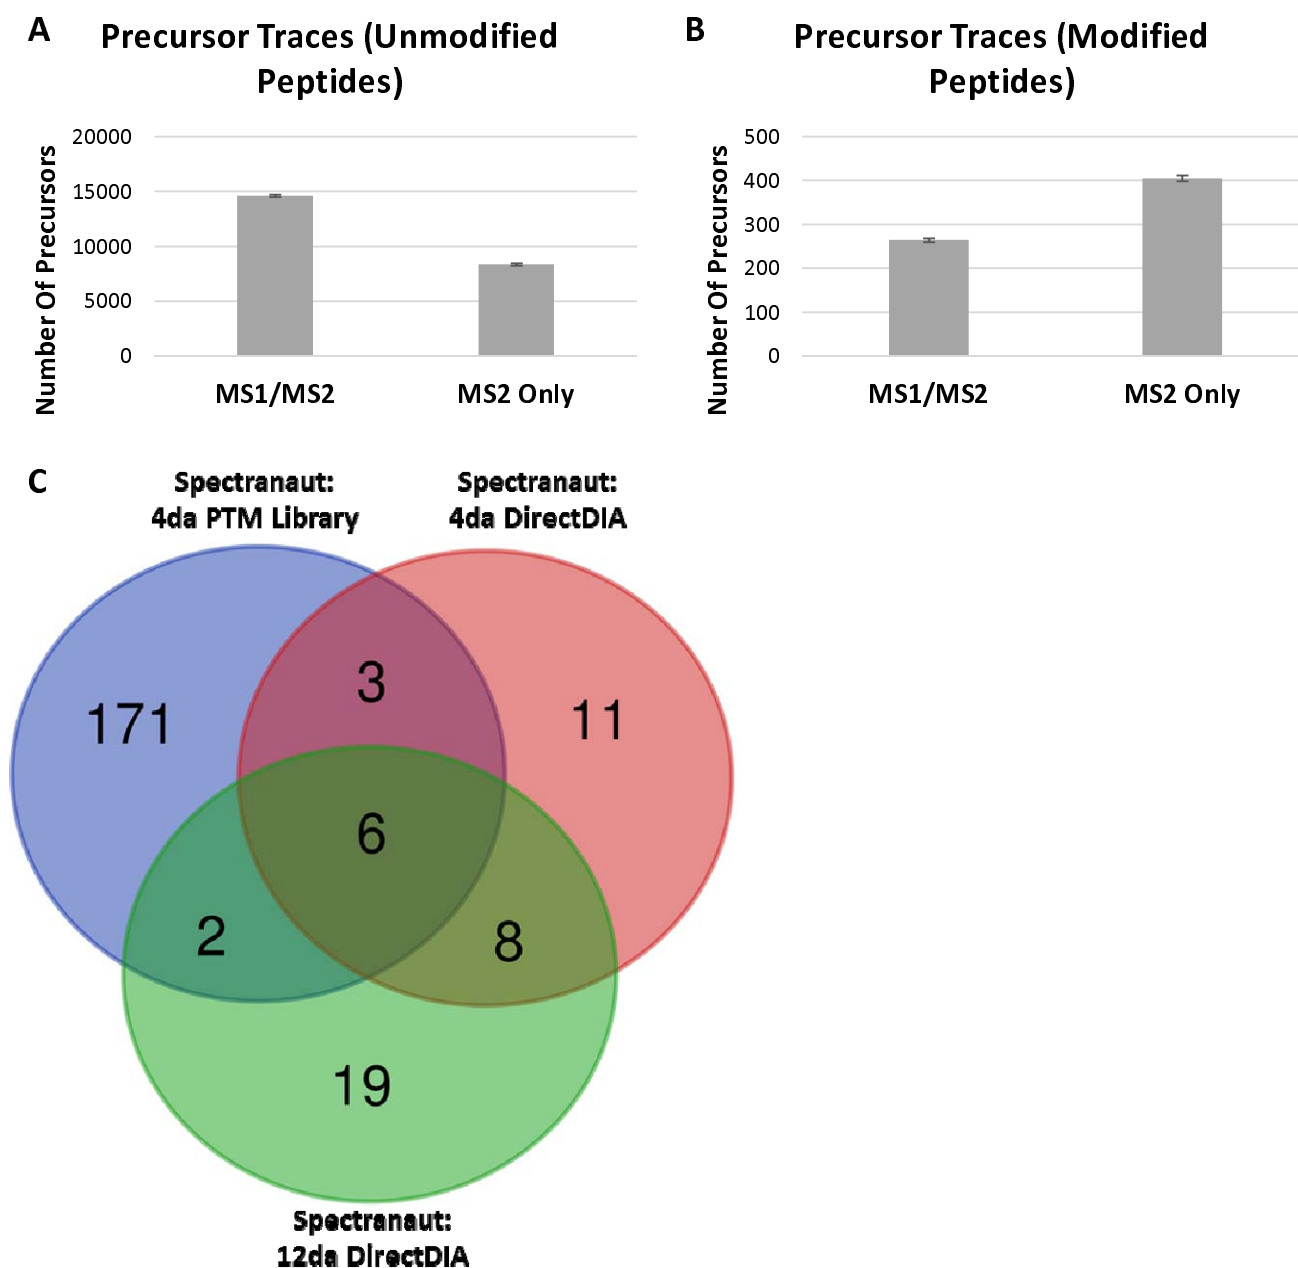 A
Precursor Traces (Unmodified
Peptides)
Number Of Precursors
20000
15000
10000
5000
0
MS1/MS2
MS2 Only
B
Precursor Traces (Modified
Peptides)
Number Of Precursors
500
400
300
200
100
0
MS1/MS2
MS2 Only
C
Spectranaut:
4da PTM Library
Spectranaut:
4da DirectDIA
171
3
11
6
2
8
19
Spectranaut:
12da DirectDIA